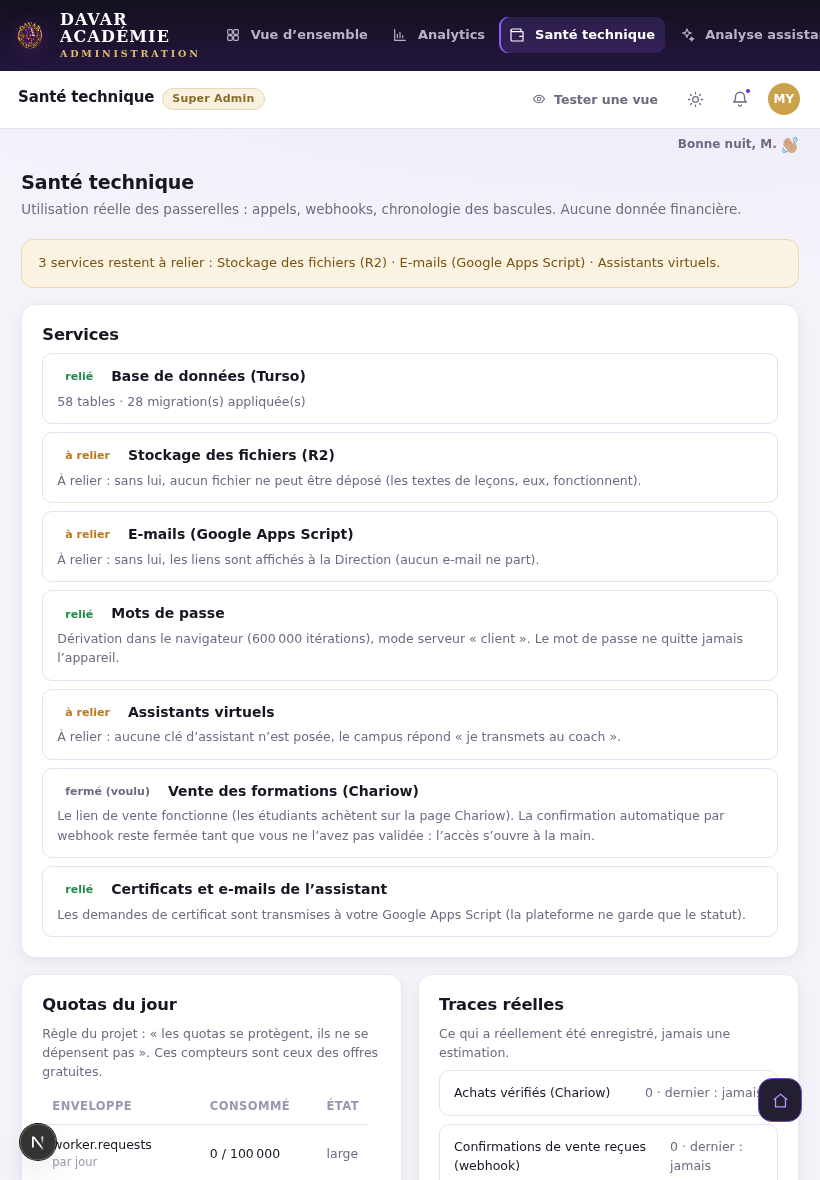 DAVAR
ACADÉMIE
ADMINISTRATION
Vue d’ensemble
Analytics
Santé technique
Analyse assista
Santé technique
Super Admin
Tester une vue
MY
Bonne nuit, M. 👋🏽
Santé technique
Utilisation réelle des passerelles : appels, webhooks, chronologie des bascules. Aucune donnée financière.
3 services restent à relier : Stockage des fichiers (R2) · E-mails (Google Apps Script) · Assistants virtuels.
Services
relié Base de données (Turso)
58 tables · 28 migration(s) appliquée(s)
à relier Stockage des fichiers (R2)
À relier : sans lui, aucun fichier ne peut être déposé (les textes de leçons, eux, fonctionnent).
à relier E-mails (Google Apps Script)
À relier : sans lui, les liens sont affichés à la Direction (aucun e-mail ne part).
relié Mots de passe
Dérivation dans le navigateur (600 000 itérations), mode serveur « client ». Le mot de passe ne quitte jamais
l’appareil.
à relier Assistants virtuels
À relier : aucune clé d’assistant n’est posée, le campus répond « je transmets au coach ».
fermé (voulu) Vente des formations (Chariow)
Le lien de vente fonctionne (les étudiants achètent sur la page Chariow). La confirmation automatique par
webhook reste fermée tant que vous ne l’avez pas validée : l’accès s’ouvre à la main.
relié Certificats et e-mails de l’assistant
Les demandes de certificat sont transmises à votre Google Apps Script (la plateforme ne garde que le statut).
Quotas du jour
Règle du projet : « les quotas se protègent, ils ne se
dépensent pas ». Ces compteurs sont ceux des offres
gratuites.
ENVELOPPE CONSOMMÉ ÉTAT
worker.requests
par jour
0 / 100 000
large
N
Traces réelles
Ce qui a réellement été enregistré, jamais une
estimation.
Achats vérifiés (Chariow) 0 · dernier : jamais
Confirmations de vente reçues
(webhook)
0 · dernier :
jamais